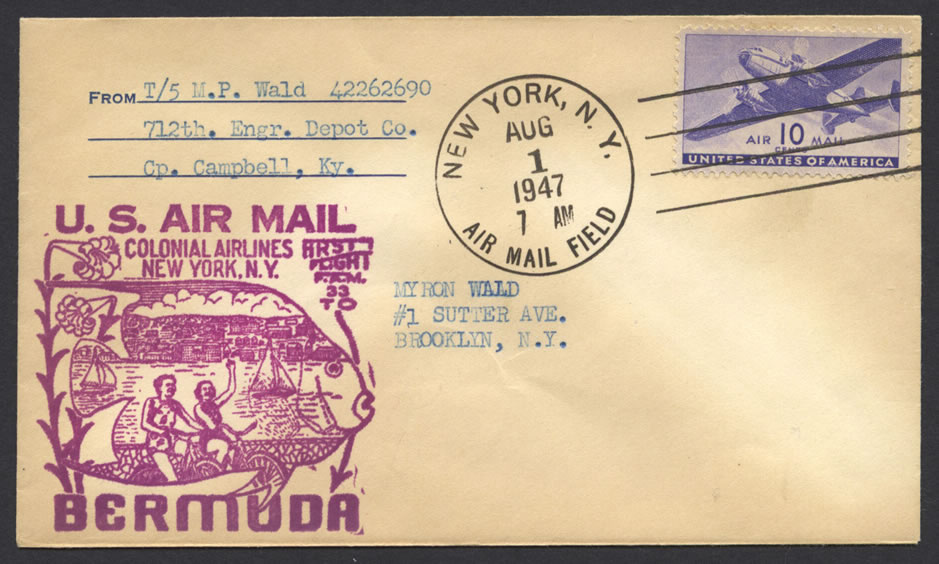 FROM T/5 M.P. Wald 42262690
712th. Engr. Depot Co.
Cp. Campbell, Ky.
NEW YORK, N.Y.
AUG
1
1947
7 AM
AIR MAIL FIELD
AIR 10 MAIL
CENTS
UNITED STATES OF AMERICA
U. S. AIR MAIL
COLONIAL AIRLINES
NEW YORK, N.Y.
FIRST
FLIGHT
F.A.M.
33
TO
BERMUDA
MYRON WALD
#1 SUTTER AVE.
BROOKLYN, N.Y.